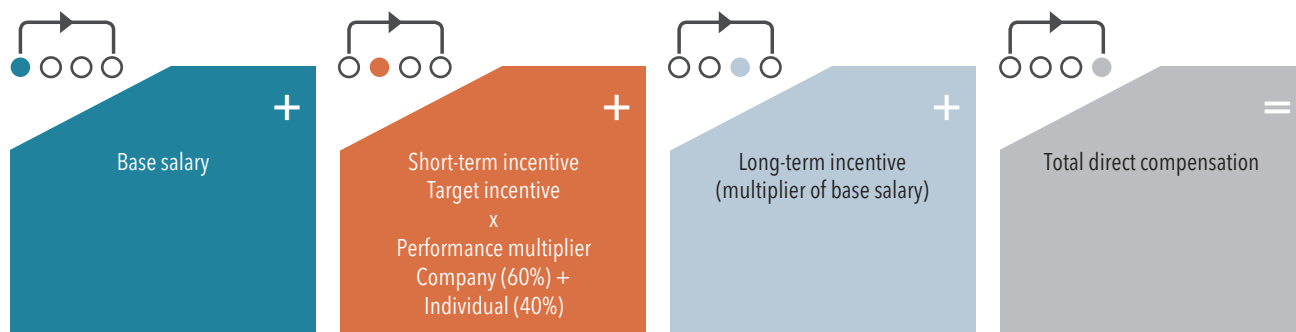 +
Base salary
+
Short-term incentive
Target incentive
x
Performance multiplier
Company (60%) +
Individual (40%)
+
Long-term incentive
(multiplier of base salary)
=
Total direct compensation